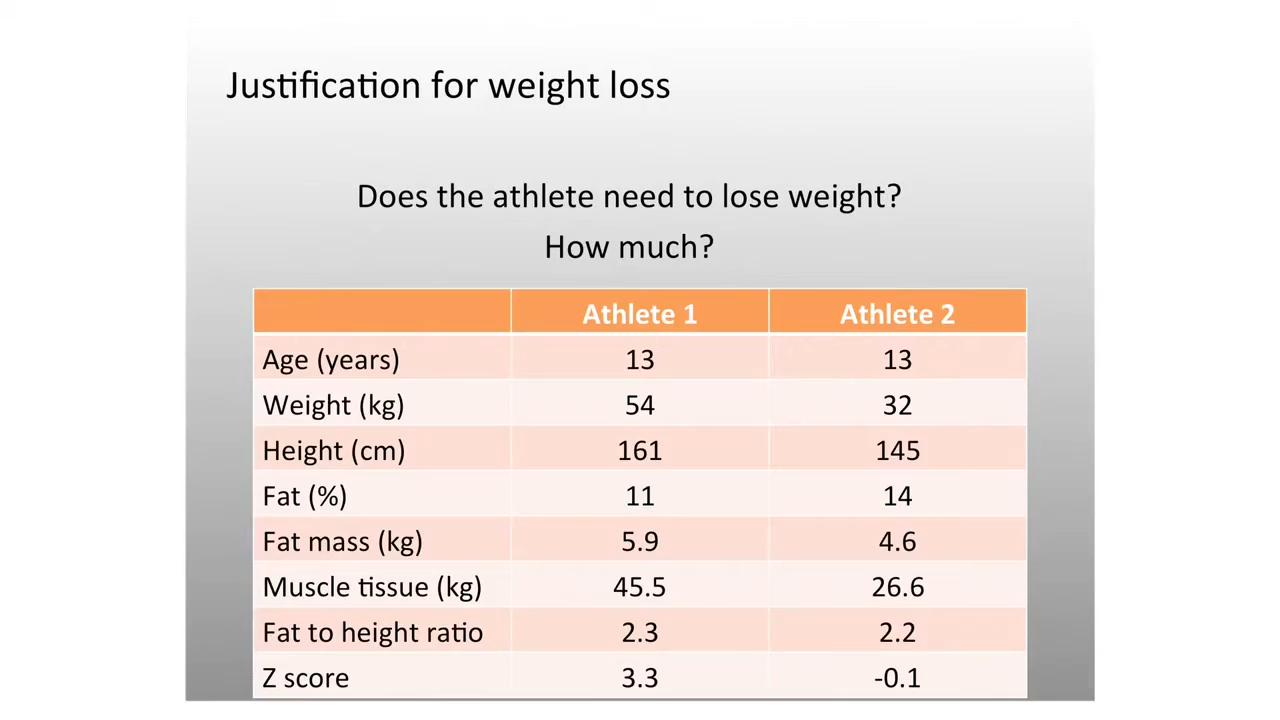 Justification for weight loss
Does the athlete need to lose weight?
How much?
Athlete 1 Athlete 2
Age (years) 13 13
Weight (kg) 54 32
Height (cm) 161 145
Fat (%) 11 14
Fat mass (kg) 5.9 4.6
Muscle tissue (kg) 45.5 26.6
Fat to height ratio 2.3 2.2
Z score 3.3 -0.1